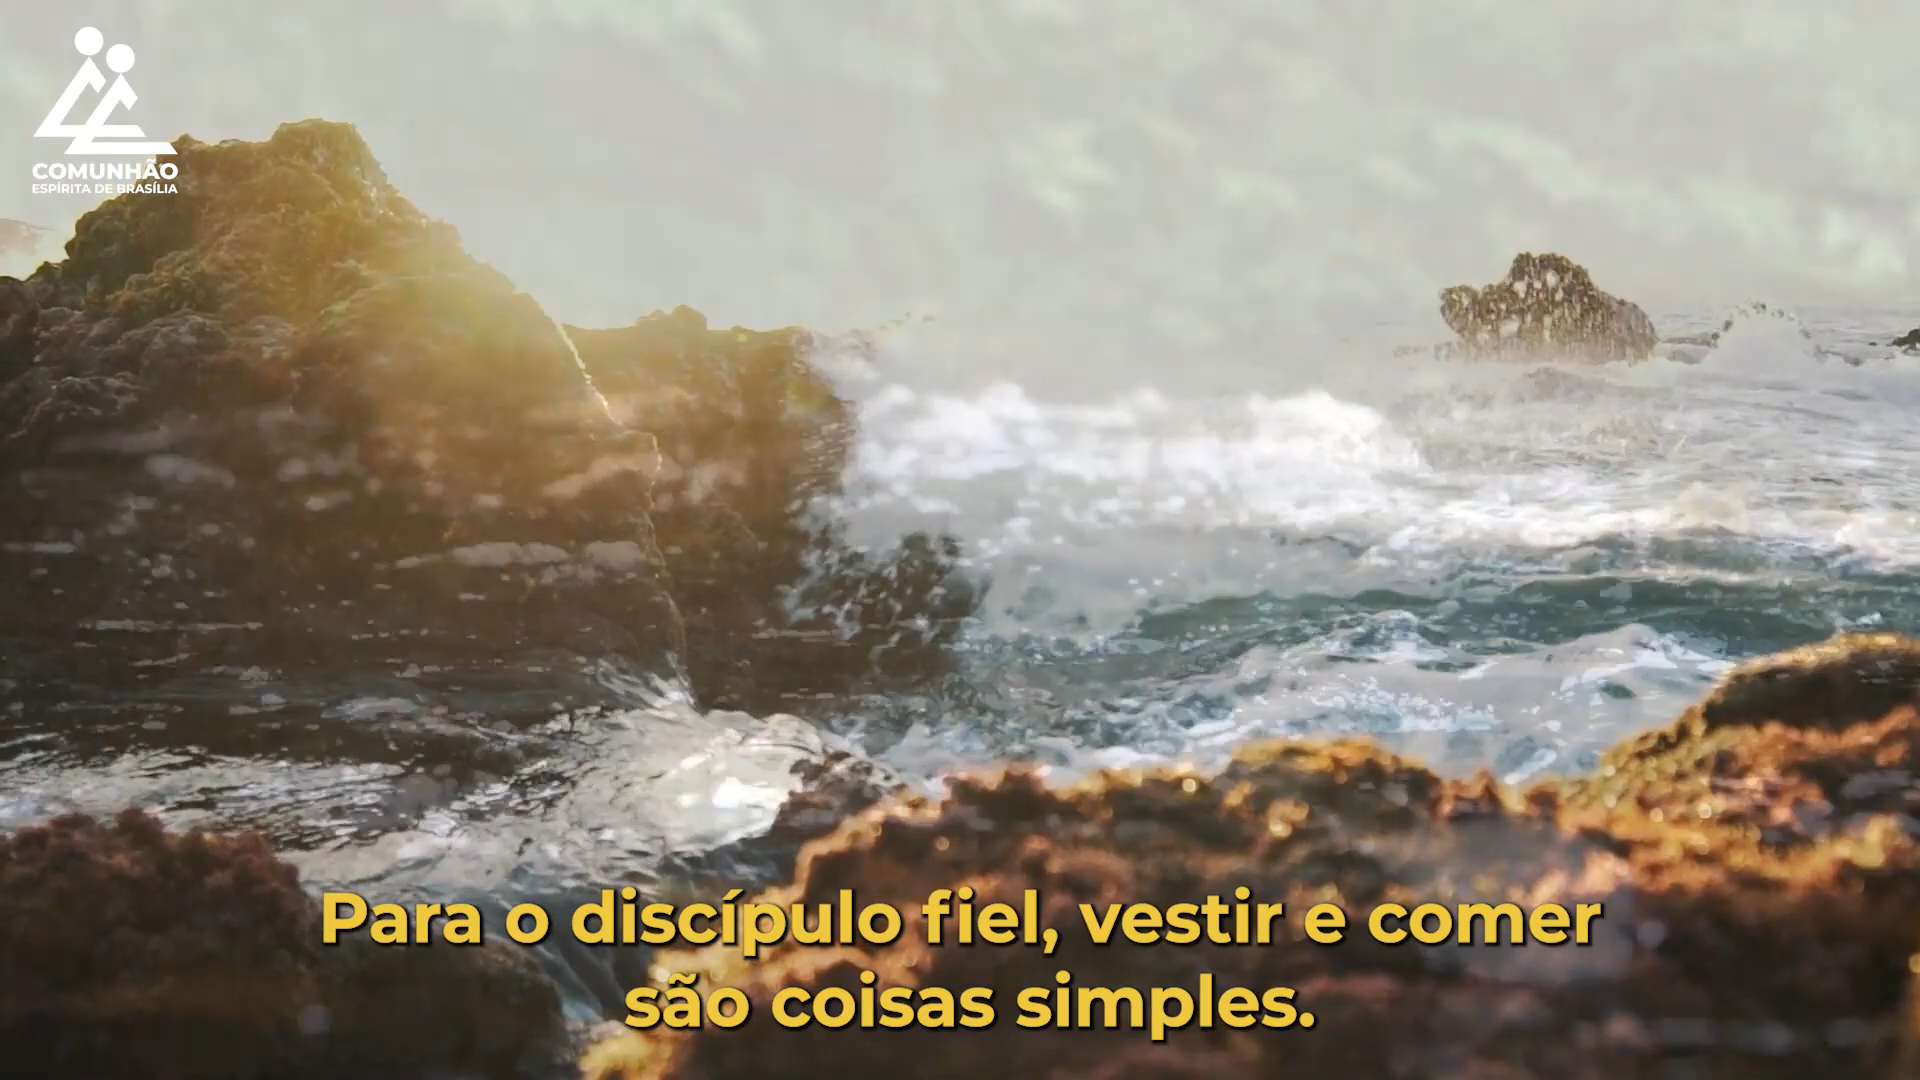 COMUNHÃO
ESPÍRITA DE BRASÍLIA
Para o discípulo fiel, vestir e comer
são coisas simples.